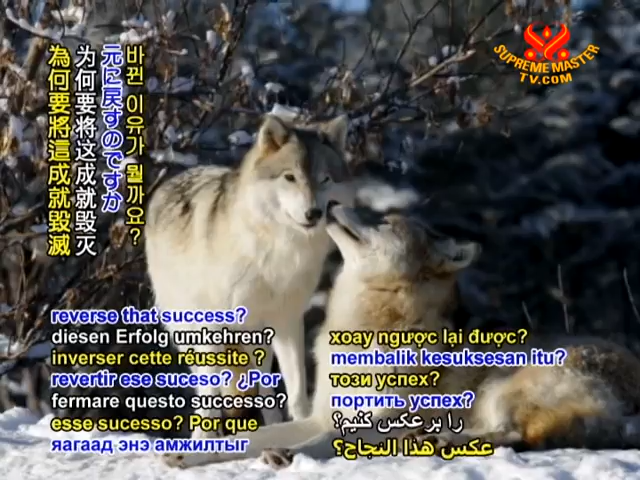 SUPREME MASTER
TV.COM
바뀐 이유가 뭘까요?
元に戻すのですか
为何要将这成就毁灭
為何要將這成就毀滅
reverse that success?
diesen Erfolg umkehren?
inverser cette réussite ?
revertir ese suceso? ¿Por
fermare questo successo?
esse sucesso? Por que
яагаад энэ амжилтыг
xoay ngược lại được?
membalik kesuksesan itu?
този успех?
портить успех?
را برعکس کنیم؟
عكس هذا النجاح؟